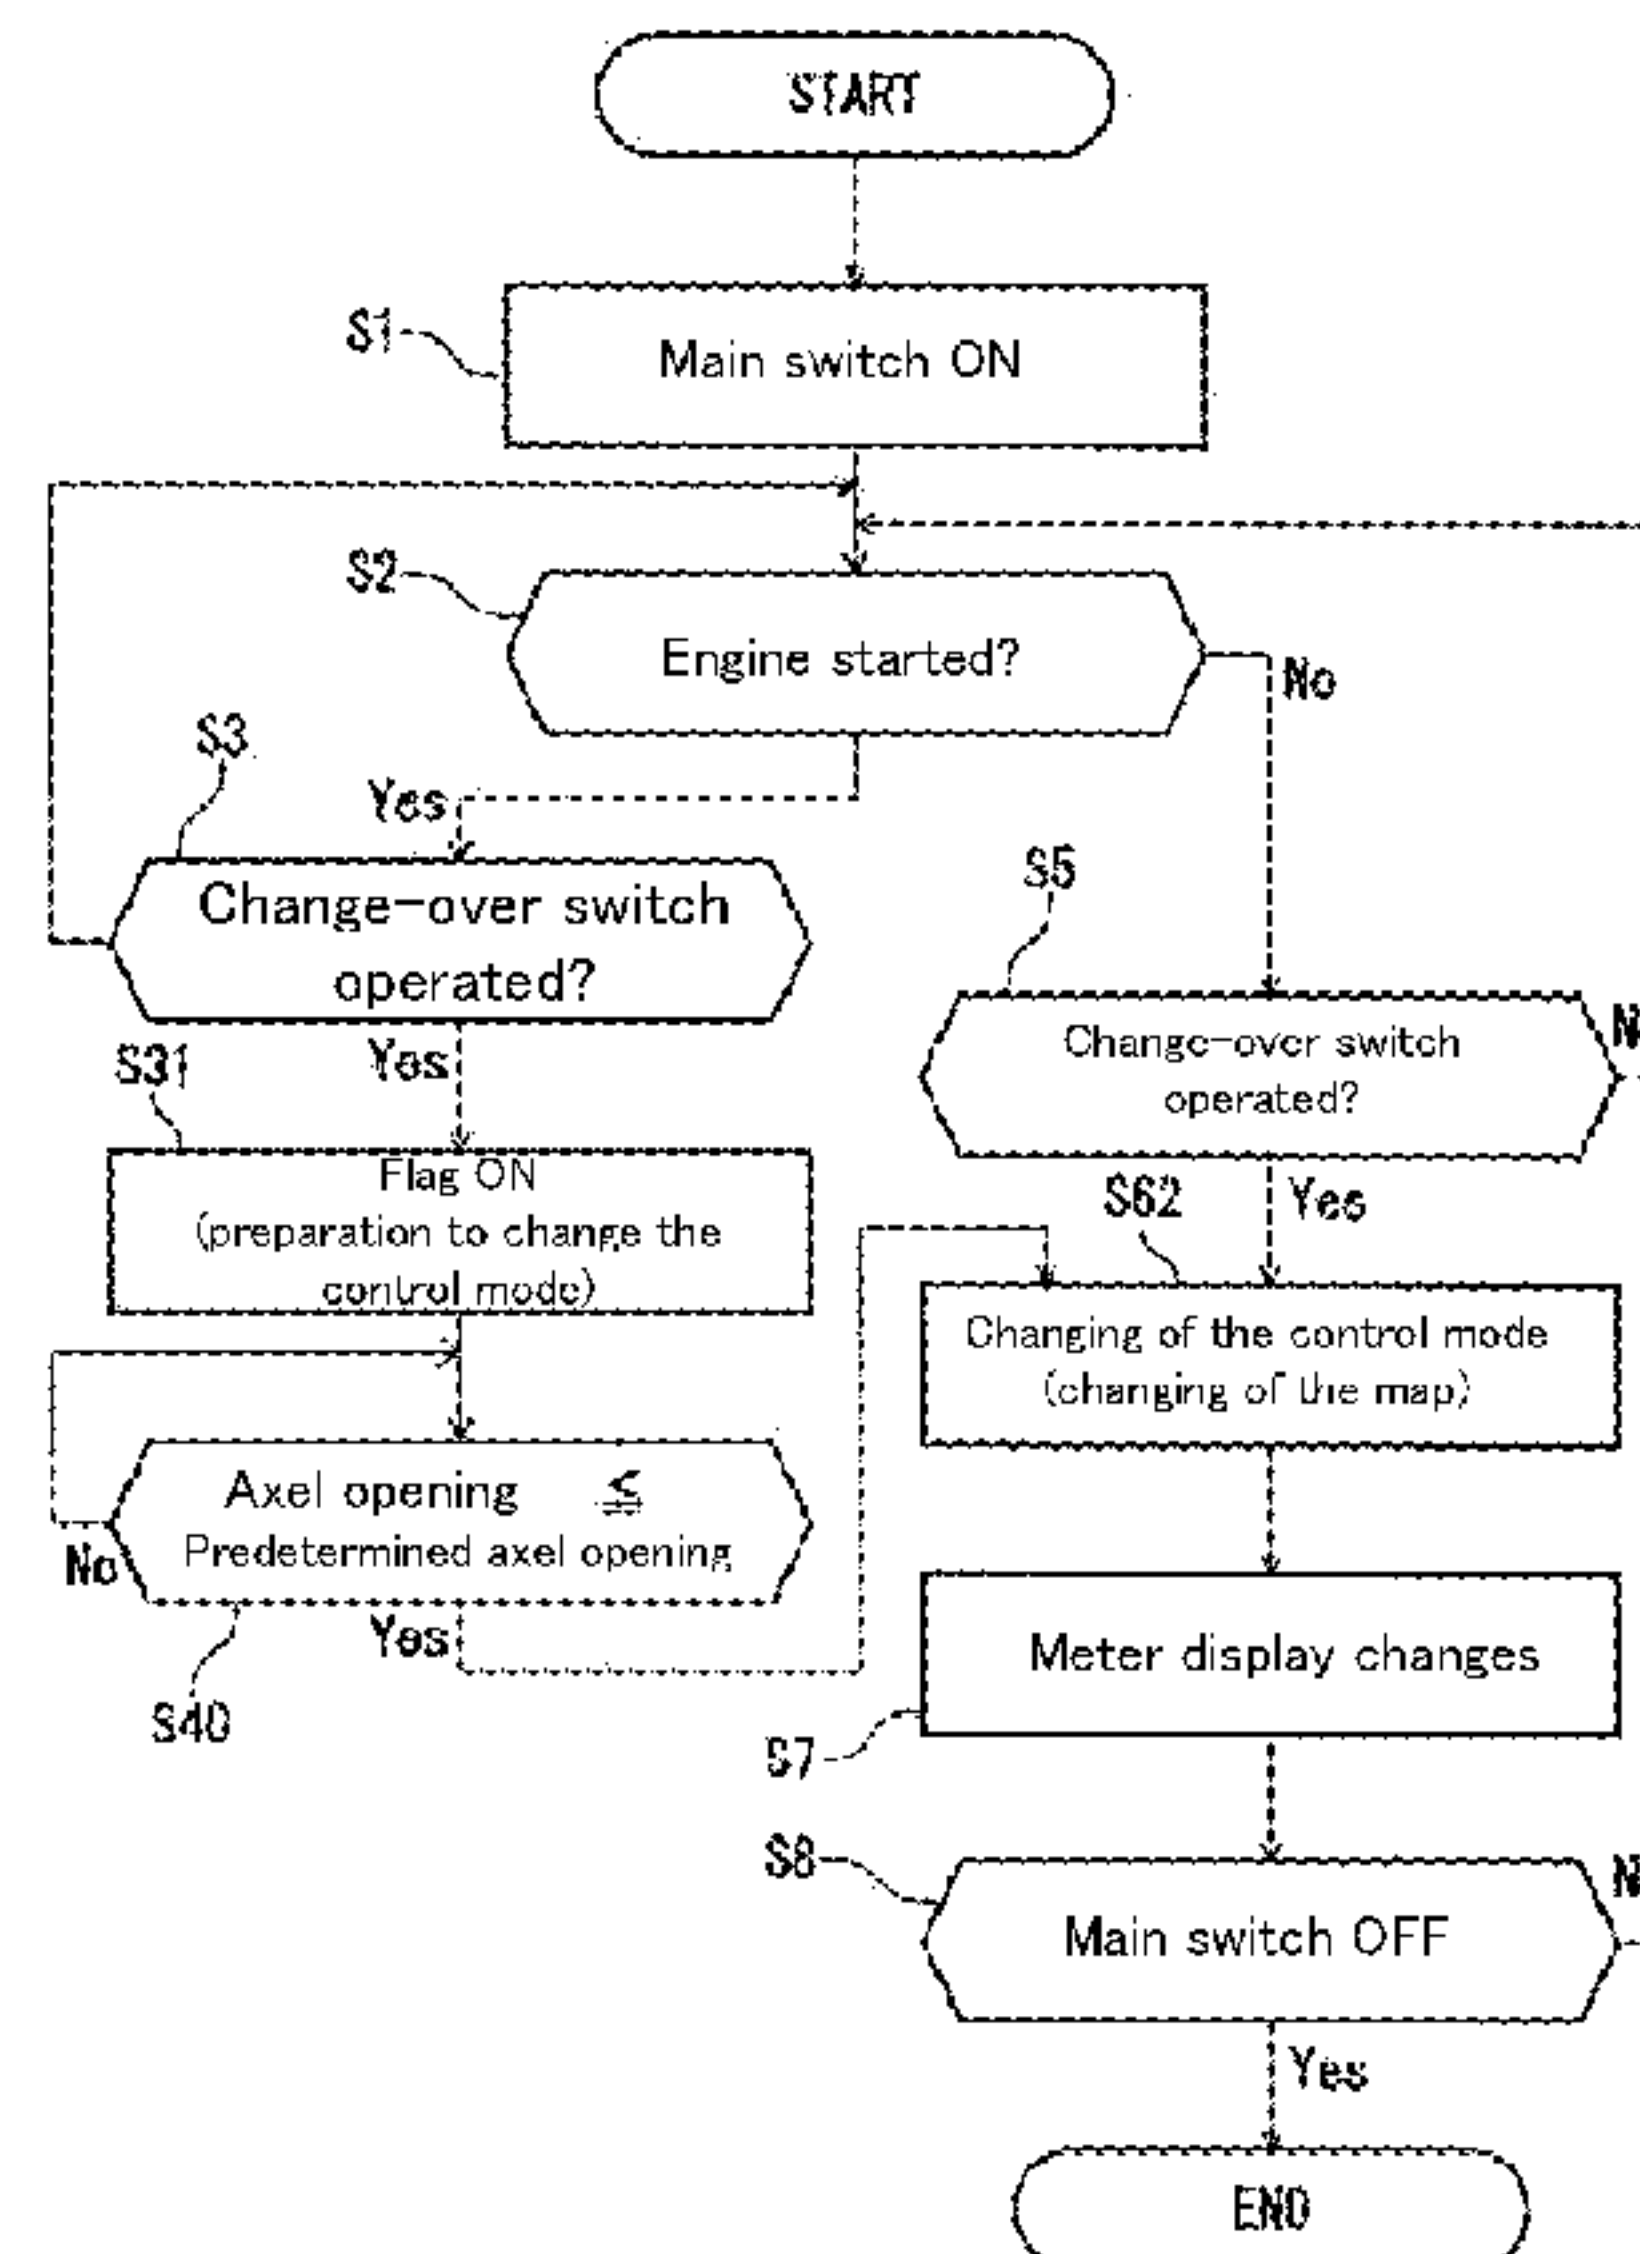 START
S1
Main switch ON
S2
Engine started?
No
S3
Yes
Change-over switch
operated?
S5
Change-over switch
operated?
S31
Yes
Flag ON
(preparation to change the
control mode)
S62
Yes
Changing of the control mode
(changing of the map)
Axel opening ≦
Predetermined axel opening
No
Yes
S40
Meter display changes
S7
S8
Main switch OFF
Yes
END